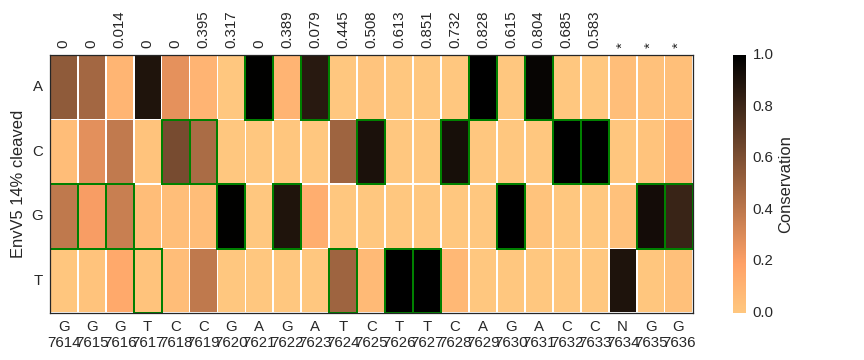 0 0 0.014 0 0 0.395 0.317 0 0.389 0.079 0.445 0.508 0.613 0.851 0.732 0.828 0.615 0.804 0.685 0.583 * * *
EnvV5 14% cleaved
A
C
G
T
G G G T C C G A G A T C T T C A G A C C N G G
7614 7615 7616 7617 7618 7619 7620 7621 7622 7623 7624 7625 7626 7627 7628 7629 7630 7631 7632 7633 7634 7635 7636
1.0
0.8
0.6
0.4
0.2
0.0
Conservation